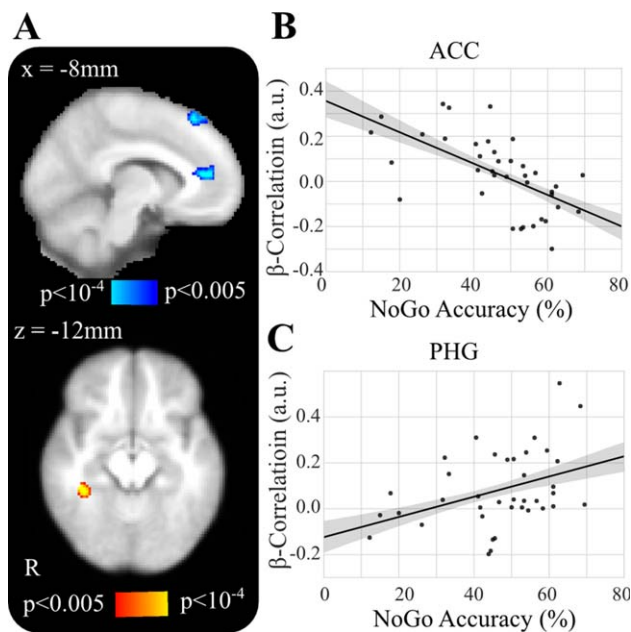 A
x = -8mm
p<10⁻⁴ p<0.005
z = -12mm
R
p<0.005 p<10⁻⁴
B
ACC
β-Correlatioin (a.u.)
0.4
0.2
0.0
-0.2
-0.4
0 20 40 60 80
NoGo Accuracy (%)
C
PHG
β-Correlatioin (a.u.)
0.4
0.2
0.0
-0.2
0 20 40 60 80
NoGo Accuracy (%)